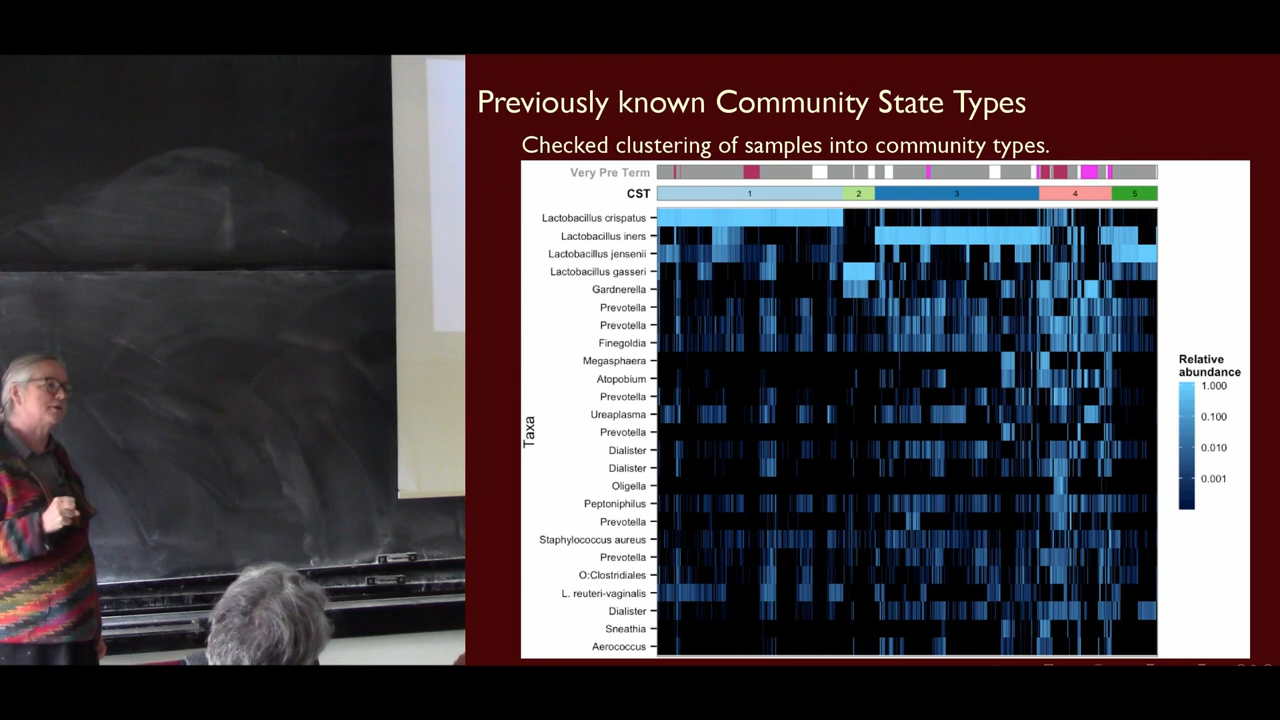 Previously known Community State Types
Checked clustering of samples into community types.
Very Pre Term
CST
1
2
3
4
5
Lactobacillus crispatus
Lactobacillus iners
Lactobacillus jensenii
Lactobacillus gasseri
Gardnerella
Prevotella
Prevotella
Finegoldia
Megasphaera
Atopobium
Prevotella
Ureaplasma
Prevotella
Dialister
Dialister
Oligella
Peptoniphilus
Prevotella
Staphylococcus aureus
Prevotella
O:Clostridiales
L. reuteri-vaginalis
Dialister
Sneathia
Aerococcus
Taxa
Relative
abundance
1.000
0.100
0.010
0.001